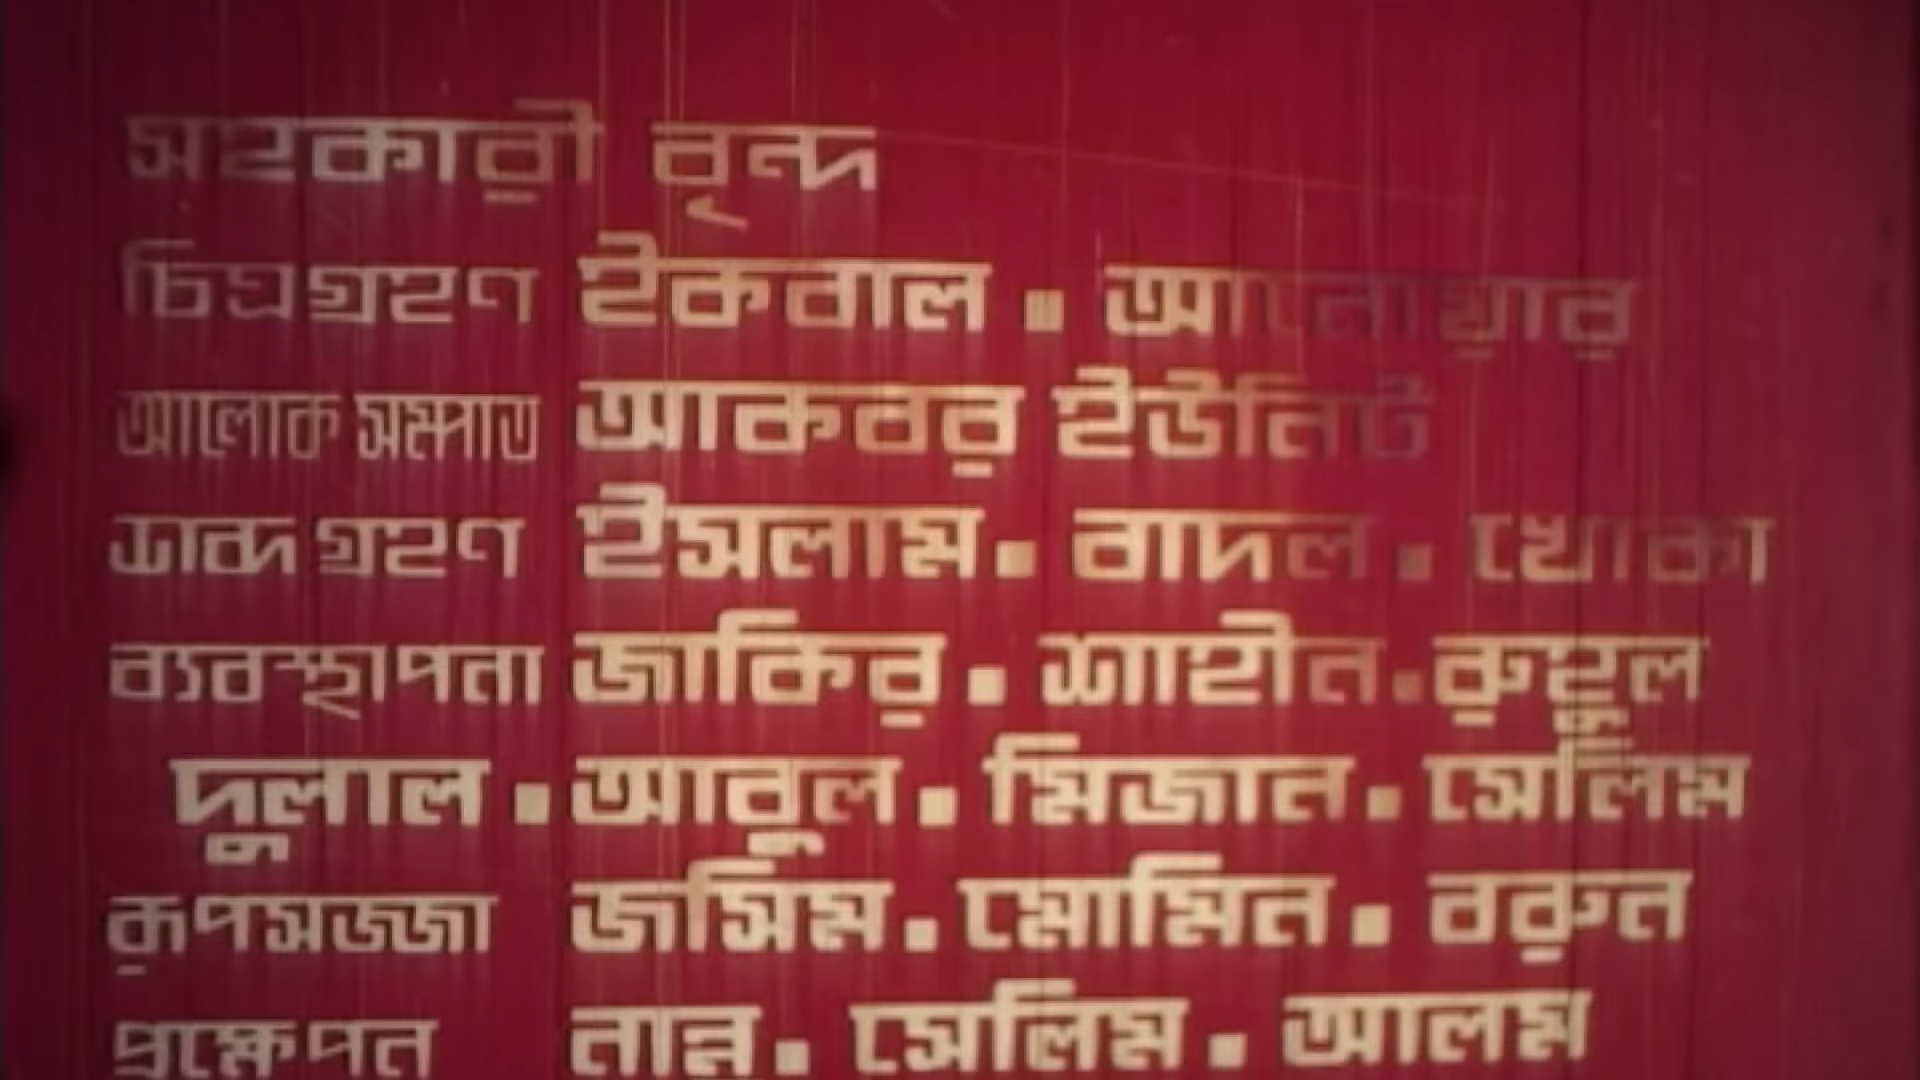 সহকারী বৃন্দ
চিত্রগ্রহণ ইকবাল . আনোয়ার
আলোক সম্পাত আকবর ইউনিট
শব্দ গ্রহণ ইসলাম . বাদল . খোকা
ব্যবস্থাপনা জাকির . শাহীন . রুহুল
দুলাল . আবুল . মিজান . সেলিম
রূপসজ্জা জসিম . মোমিন . বরুন
প্রক্ষেপন নান্ন . সেলিম . আলম